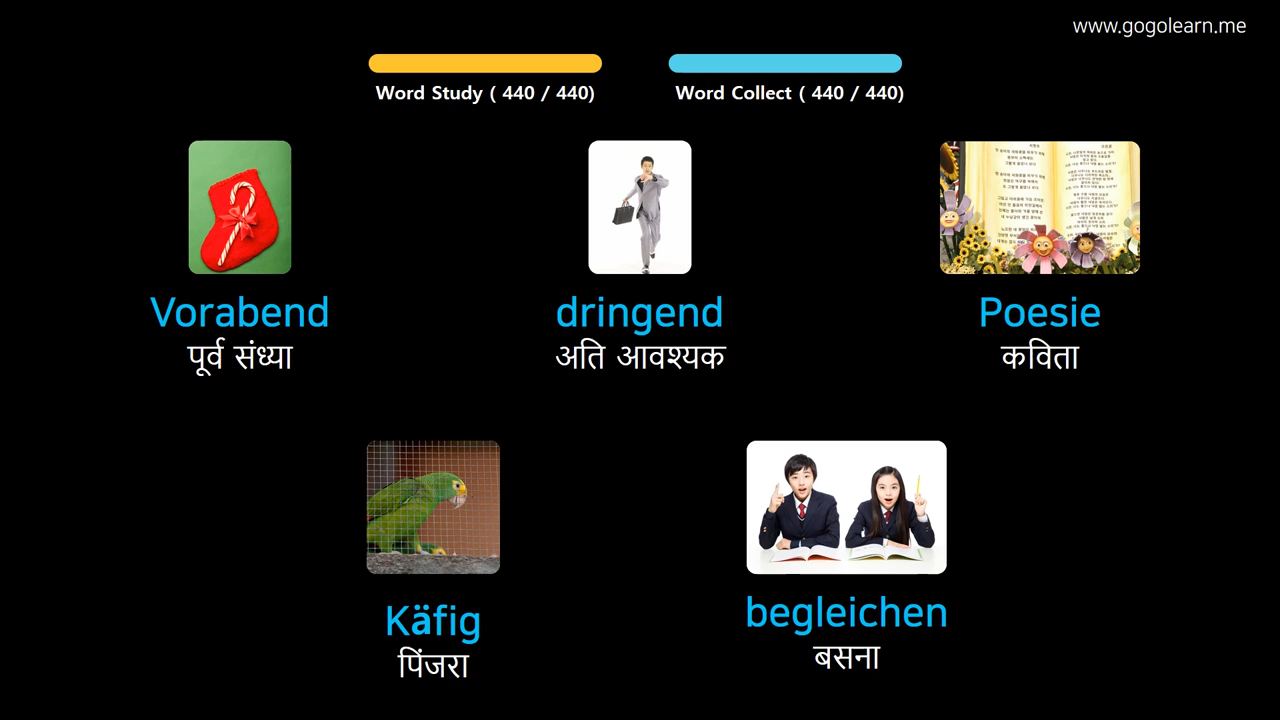 www.gogolearn.me
Word Study ( 440 / 440)
Word Collect ( 440 / 440)
Vorabend
पूर्व संध्या
dringend
अति आवश्यक
Poesie
कविता
Käfig
पिंजरा
begleichen
बसना